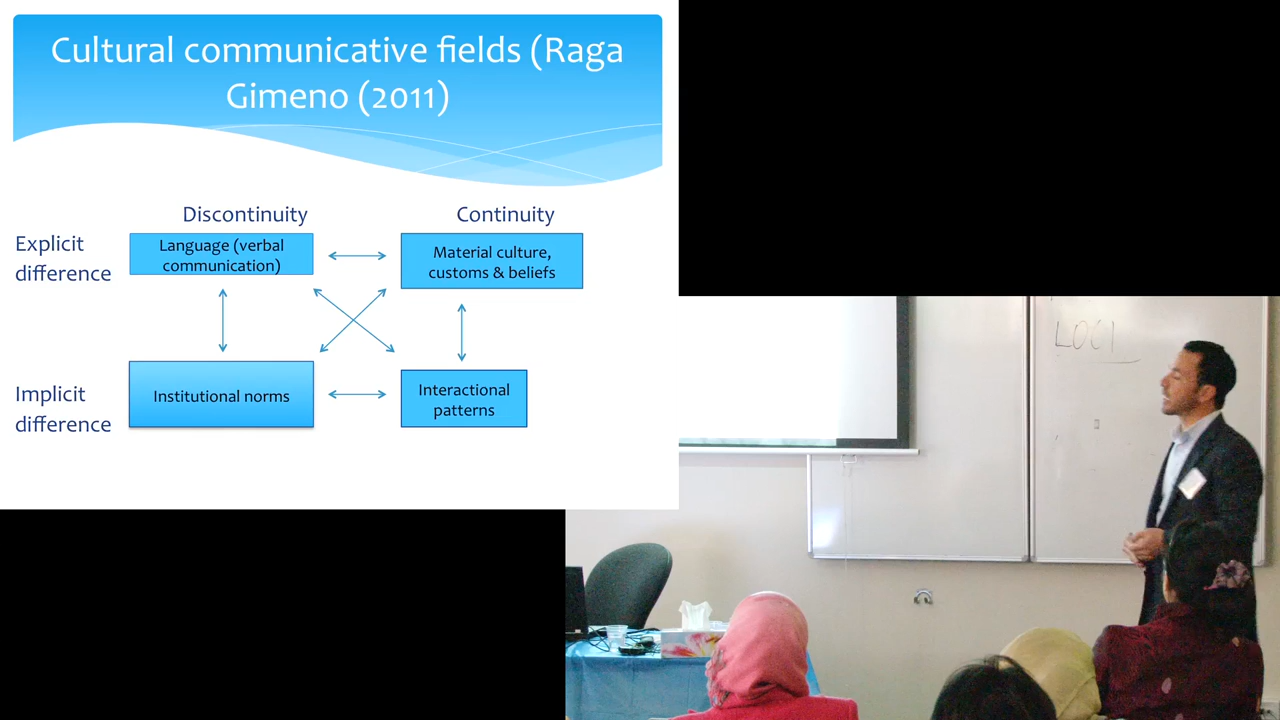 Cultural communicative fields (Raga
Gimeno (2011)
Discontinuity
Continuity
Explicit
difference
Language (verbal
communication)
Material culture,
customs & beliefs
Implicit
difference
Institutional norms
Interactional
patterns
LOCI